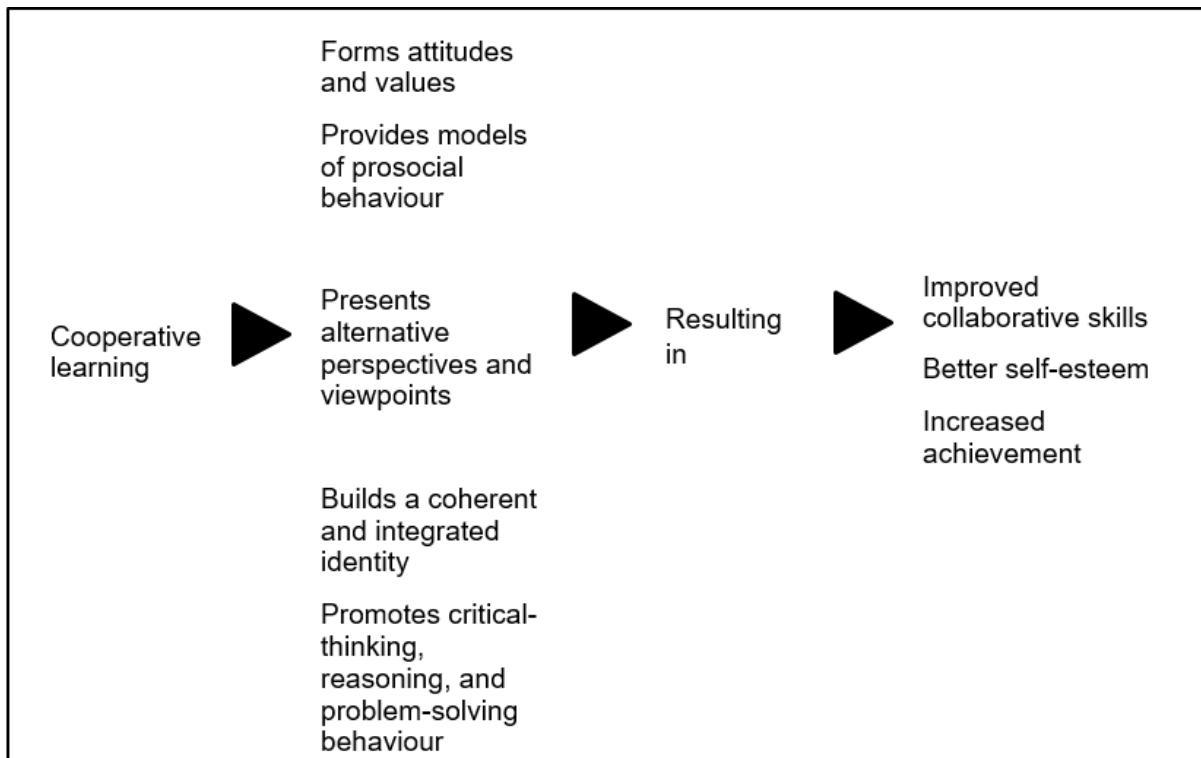 Cooperative
learning
Forms attitudes
and values
Provides models
of prosocial
behaviour
Presents
alternative
perspectives and
viewpoints
Builds a coherent
and integrated
identity
Promotes critical-
thinking,
reasoning, and
problem-solving
behaviour
Resulting
in
Improved
collaborative skills
Better self-esteem
Increased
achievement